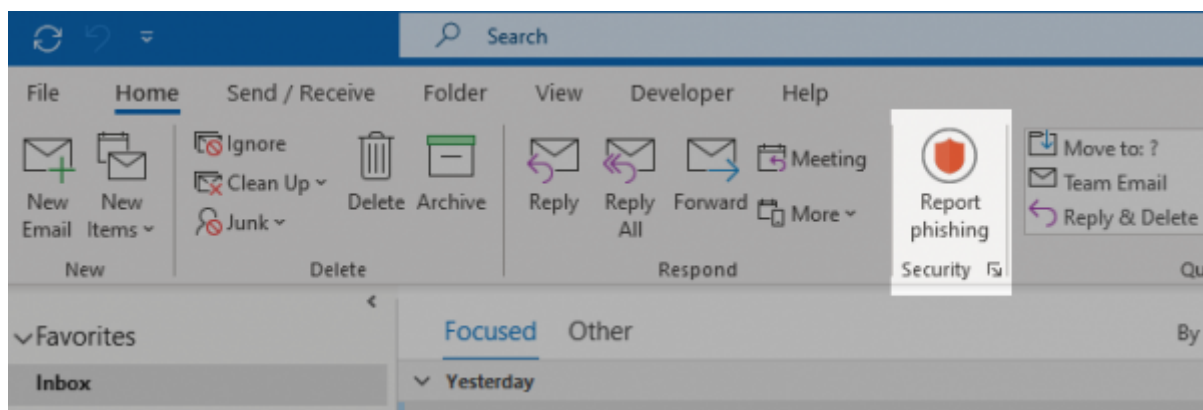 Search
File Home Send / Receive Folder View Developer Help
New Email
New Items
Ignore
Clean Up
Junk
Delete
Archive
Reply
Reply All
Forward
Meeting
More
Report phishing
Move to: ?
Team Email
Reply & Delete
New Delete Respond Security Qu
Favorites
Focused Other By
Inbox
Yesterday